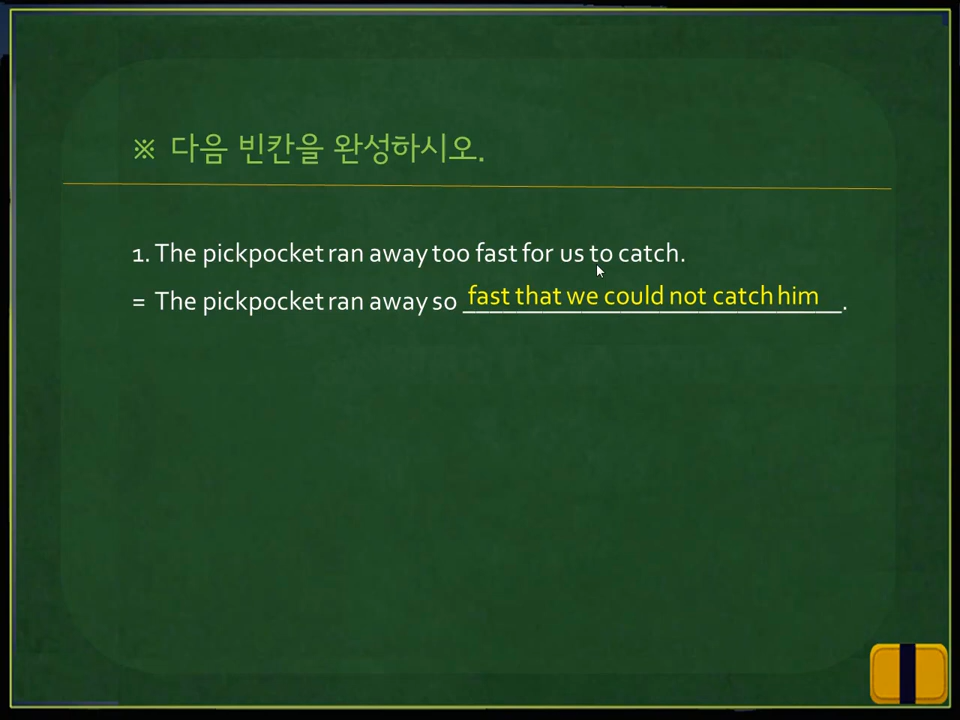 ※ 다음 빈칸을 완성하시오.
1. The pickpocket ran away too fast for us to catch.
= The pickpocket ran away so fast that we could not catch him.